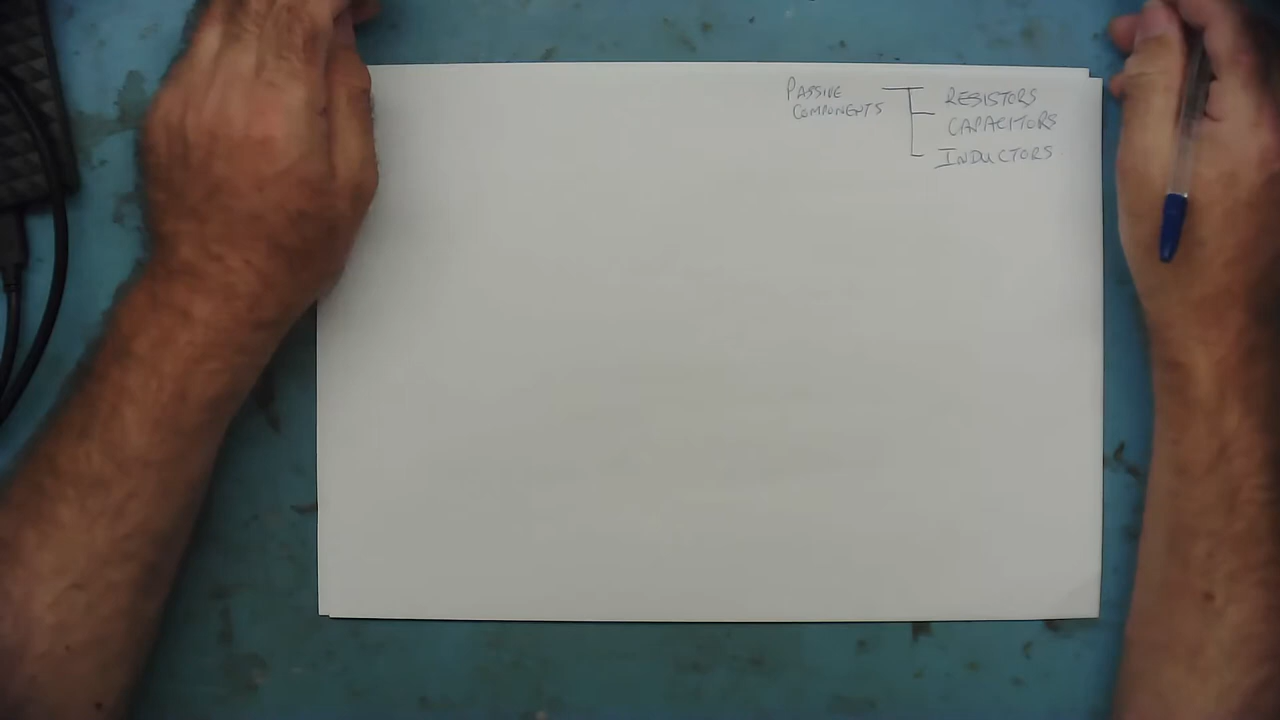 PASSIVE
COMPONENTS
RESISTORS
CAPACITORS
INDUCTORS